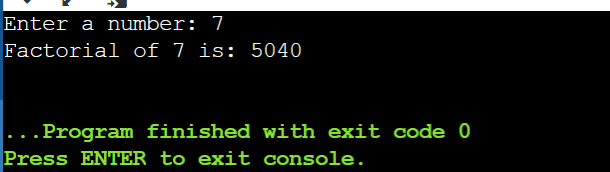 Enter a number: 7
Factorial of 7 is: 5040
...Program finished with exit code 0
Press ENTER to exit console.